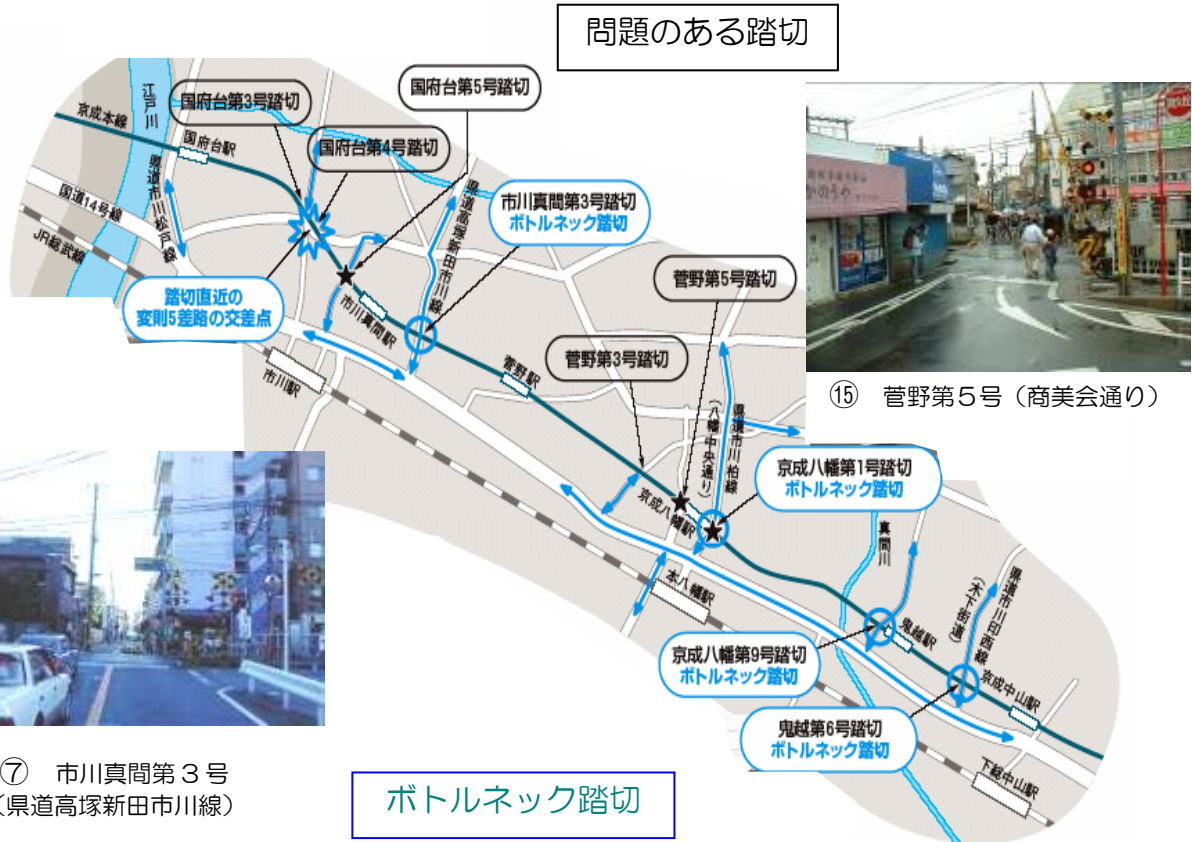 問題のある踏切
国府台第5号踏切
国府台第3号踏切
国府台第4号踏切
江戸川
京成本線
国府台駅
県道市川松戸線
国道14号線
JR総武線
県道高塚新田市川線
市川真間第3号踏切
ボトルネック踏切
踏切直近の
変則5差路の交差点
市川真間駅
市川駅
菅野駅
菅野第5号踏切
菅野第3号踏切
⑮ 菅野第5号(商美会通り)
県道市川柏線
(八幡中央通り)
京成八幡第1号踏切
ボトルネック踏切
京成八幡駅
本八幡駅
真間川
鬼越駅
県道市川印西線
(木下街道)
京成八幡第9号踏切
ボトルネック踏切
京成中山駅
鬼越第6号踏切
ボトルネック踏切
下総中山駅
⑦ 市川真間第3号
(県道高塚新田市川線)
ボトルネック踏切